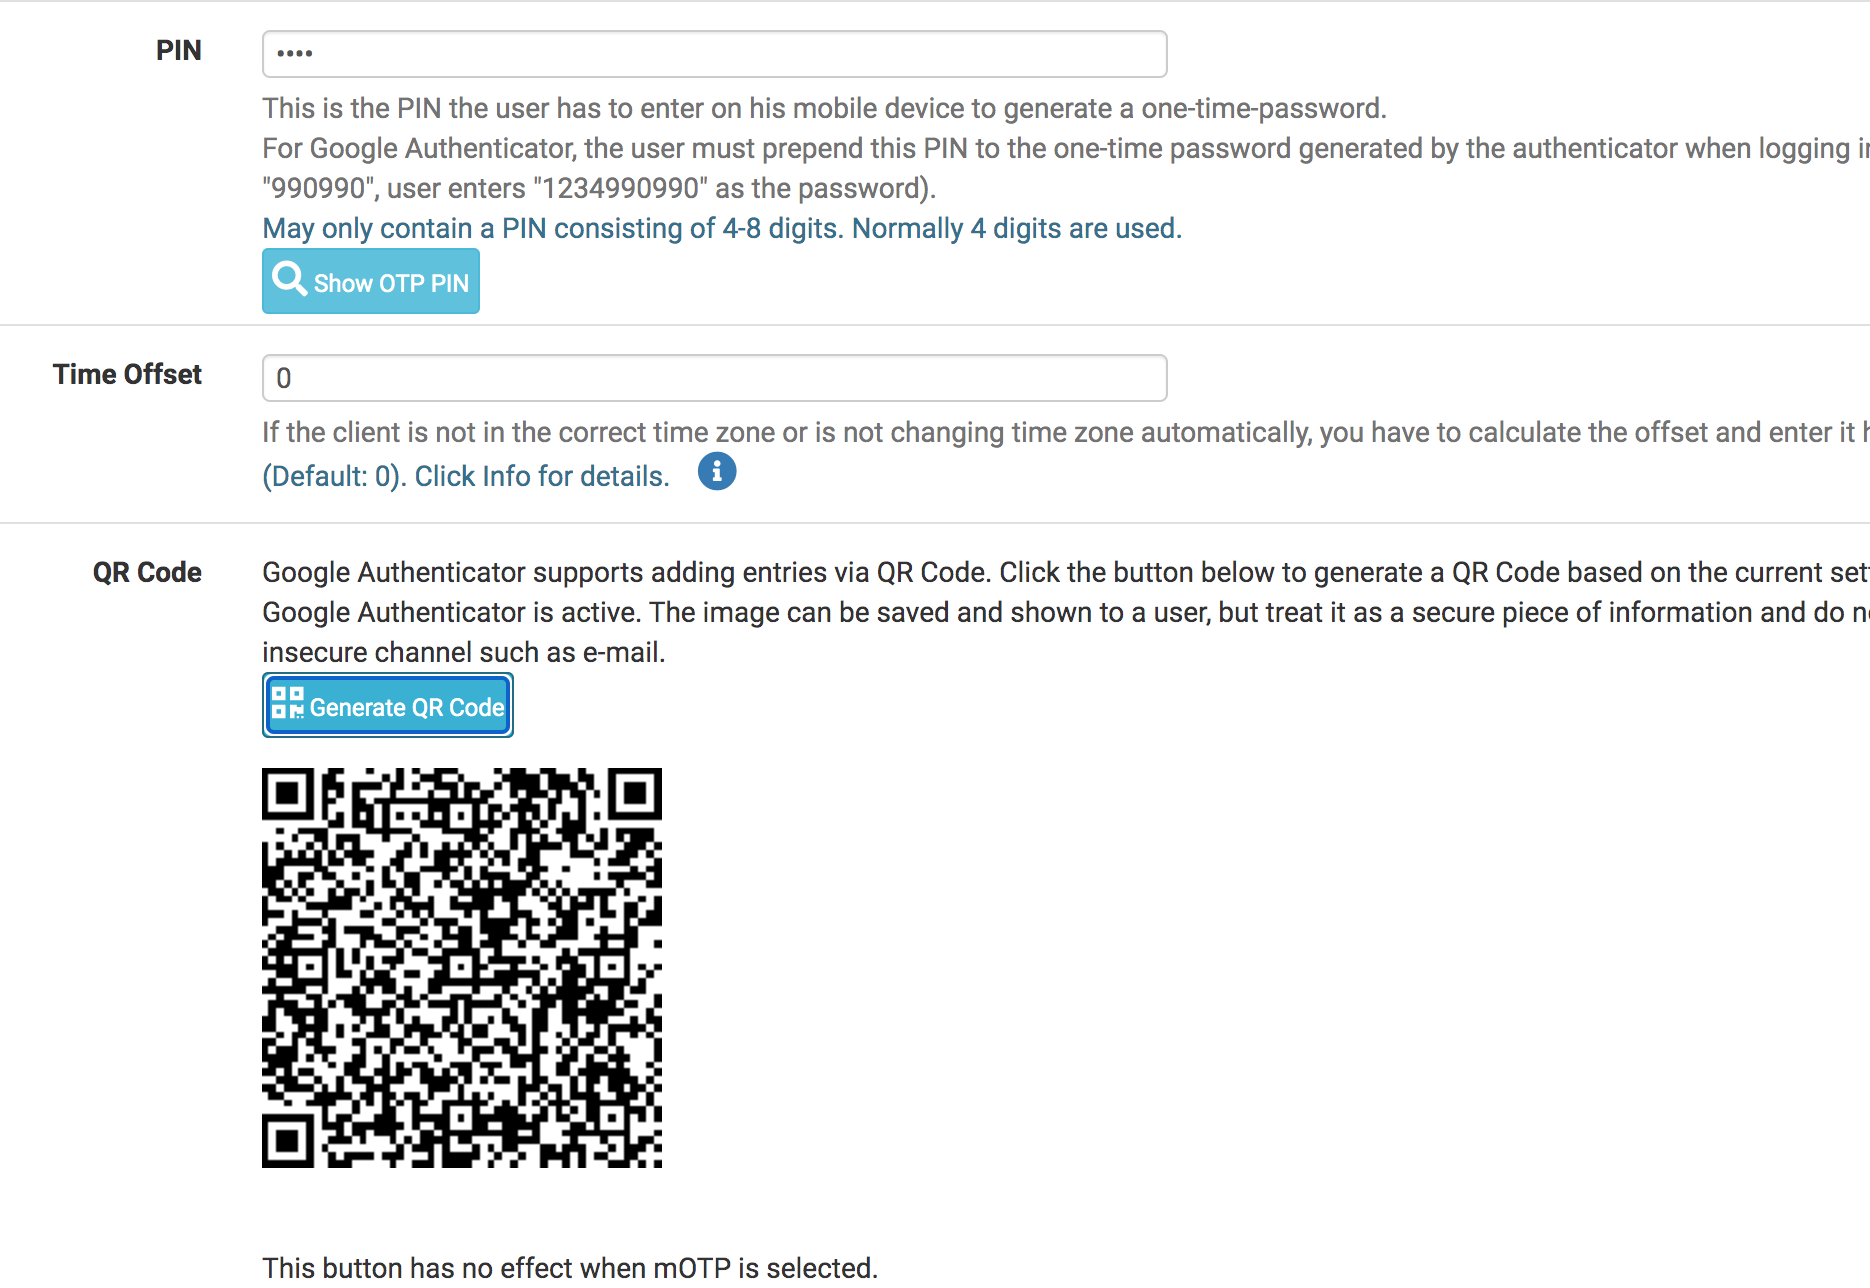 PIN
••••
This is the PIN the user has to enter on his mobile device to generate a one-time-password.
For Google Authenticator, the user must prepend this PIN to the one-time password generated by the authenticator when logging
"990990", user enters "1234990990" as the password).
May only contain a PIN consisting of 4-8 digits. Normally 4 digits are used.
Show OTP PIN
Time Offset
0
If the client is not in the correct time zone or is not changing time zone automatically, you have to calculate the offset and enter it
(Default: 0). Click Info for details.
QR Code
Google Authenticator supports adding entries via QR Code. Click the button below to generate a QR Code based on the current
Google Authenticator is active. The image can be saved and shown to a user, but treat it as a secure piece of information and do
insecure channel such as e-mail.
Generate QR Code
This button has no effect when mOTP is selected.